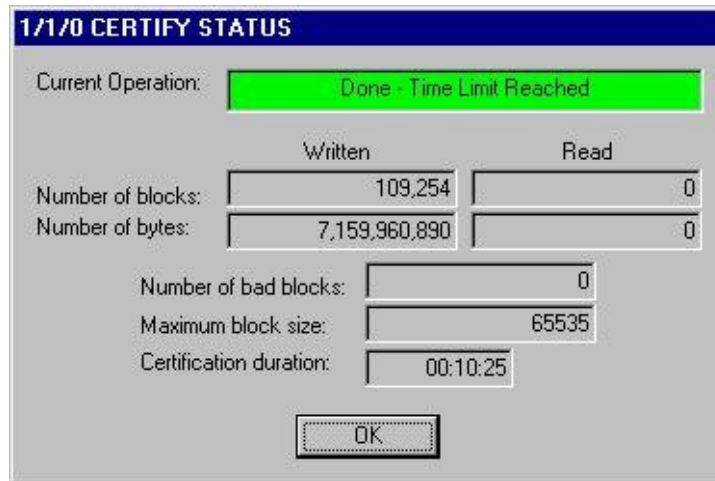 1/1/0 CERTIFY STATUS
Current Operation: Done - Time Limit Reached
Written Read
Number of blocks: 109,254 0
Number of bytes: 7,159,960,890 0
Number of bad blocks: 0
Maximum block size: 65535
Certification duration: 00:10:25
OK